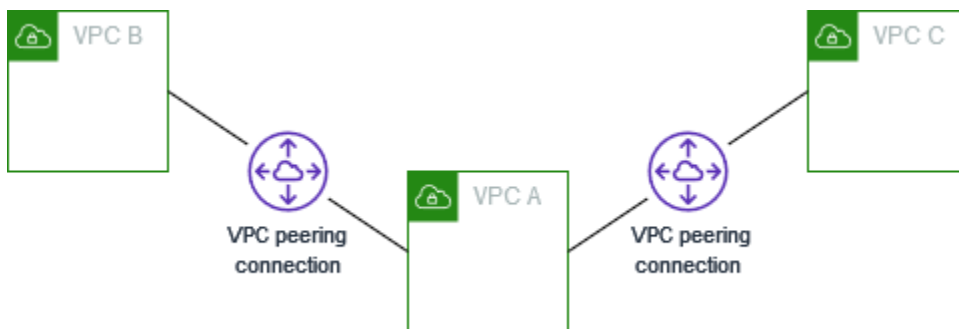 VPC B
VPC C
VPC A
VPC peering
connection
VPC peering
connection